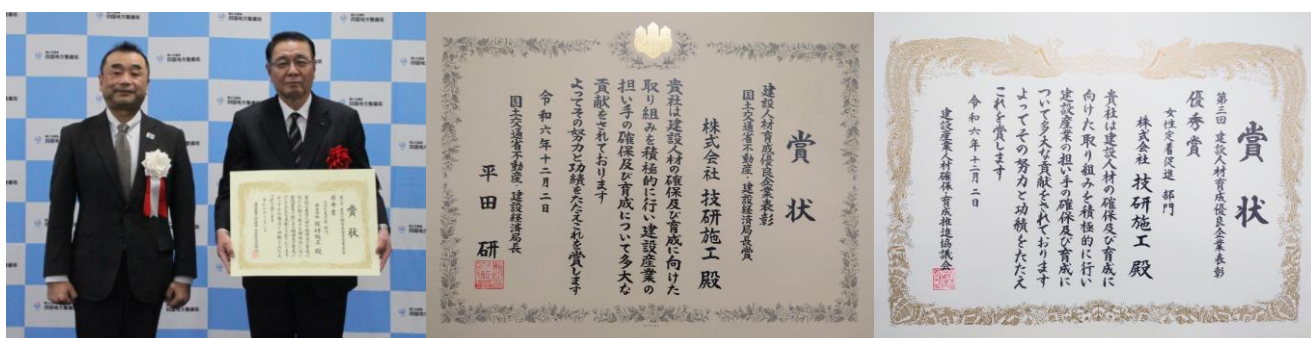 四国地方整備局
賞状
建設人材育成優良企業表彰
国土交通省不動産・建設経済局長賞
株式会社 技研施工 殿
貴社は建設人材の確保及び育成に向けた
取り組みを積極的に行い建設産業の
担い手の確保及び育成について多大な
貢献をされております
よってその努力と功績をたたえこれを賞します
令和六年十二月二日
国土交通省不動産・建設経済局長
平田 研
賞状
第三回 建設人材育成優良企業表彰
優秀賞
女性定着促進 部門
株式会社 技研施工 殿
貴社は建設人材の確保及び育成に
向けた取り組みを積極的に行い
建設産業の担い手の確保及び育成に
ついて多大な貢献をされております
よってその努力と功績をたたえ
これを賞します
令和六年十二月二日
建設産業人材確保・育成推進協議会